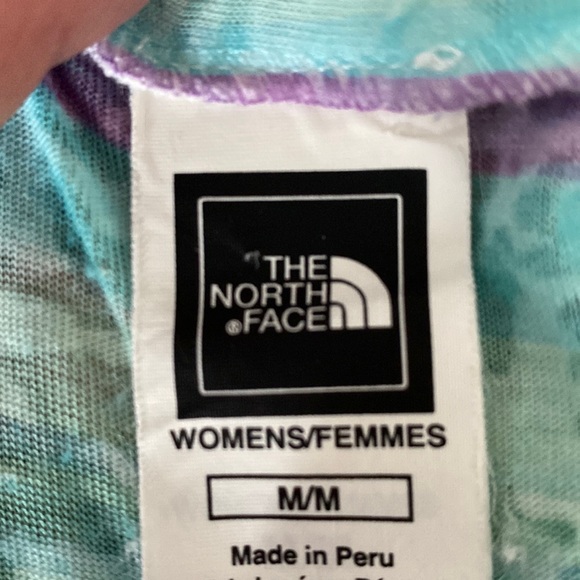 THE
NORTH
®FACE
WOMENS/FEMMES
M/M
Made in Peru